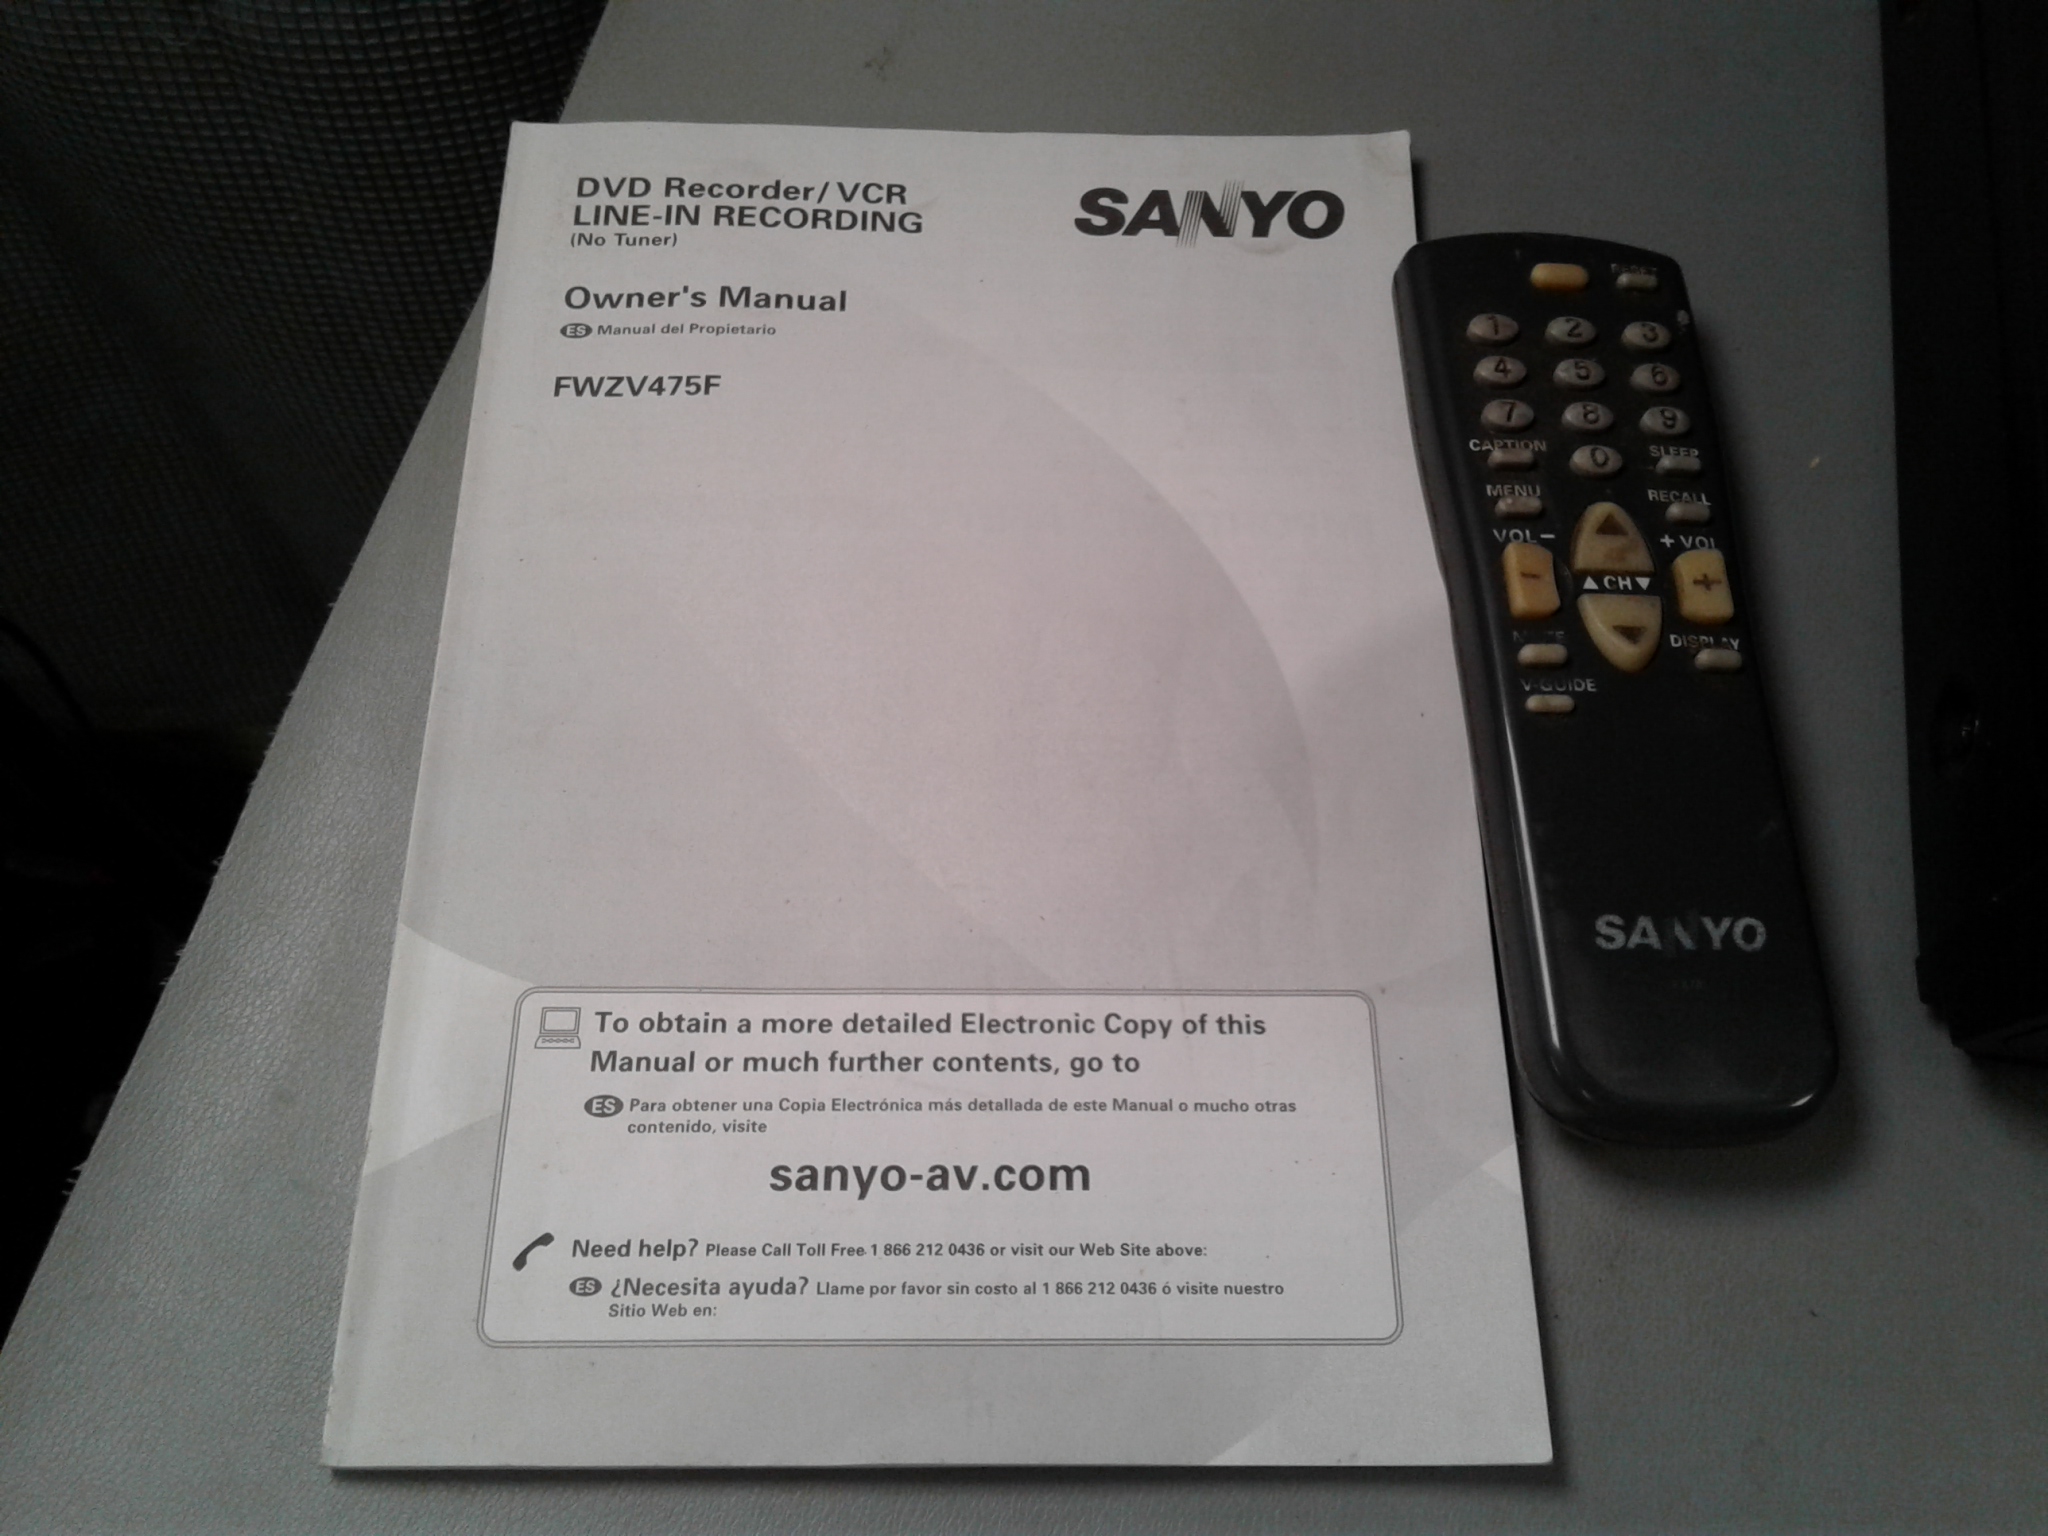 DVD Recorder/VCR
LINE-IN RECORDING
(No Tuner)
SANYO
Owner's Manual
ES Manual del Propietario
FWZV475F
To obtain a more detailed Electronic Copy of this
Manual or much further contents, go to
ES Para obtener una Copia Electrónica más detallada de este Manual o mucho otras
contenido, visite
sanyo-av.com
Need help? Please Call Toll Free 1 866 212 0436 or visit our Web Site above:
ES ¿Necesita ayuda? Llame por favor sin costo al 1 866 212 0436 ó visite nuestro
Sitio Web en:
RESET
1 2 3
4 5 6
7 8 9
CAPTION 0 SLEEP
MENU RECALL
VOL − + VOL
− +
▲ CH ▼
MUTE DISPLAY
V-GUIDE
SANYO